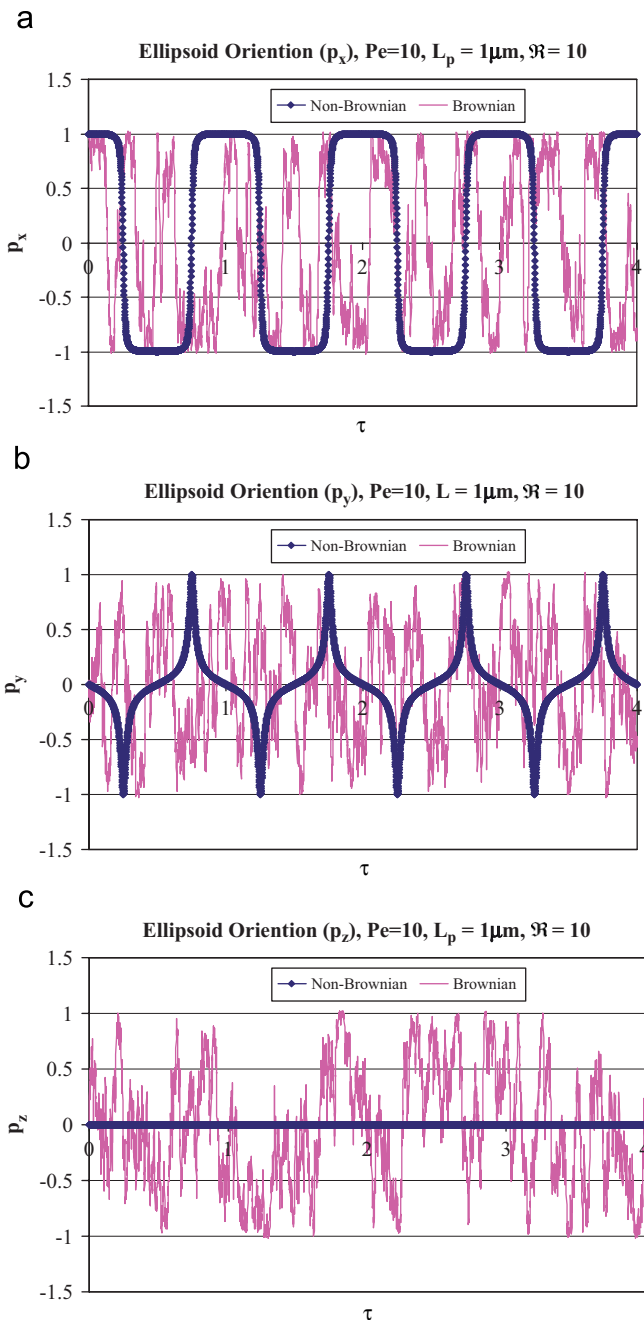 a
Ellipsoid Oriention (px), Pe=10, Lp = 1μm, ℜ = 10
Non-Brownian Brownian
1.5
1
0.5
0
-0.5
-1
-1.5
0 1 2 3 4
px
τ
b
Ellipsoid Oriention (py), Pe=10, L = 1μm, ℜ = 10
Non-Brownian Brownian
1.5
1
0.5
0
-0.5
-1
-1.5
0 1 2 3 4
py
τ
c
Ellipsoid Oriention (pz), Pe=10, Lp = 1μm, ℜ = 10
Non-Brownian Brownian
1.5
1
0.5
0
-0.5
-1
-1.5
0 1 2 3 4
pz
τ